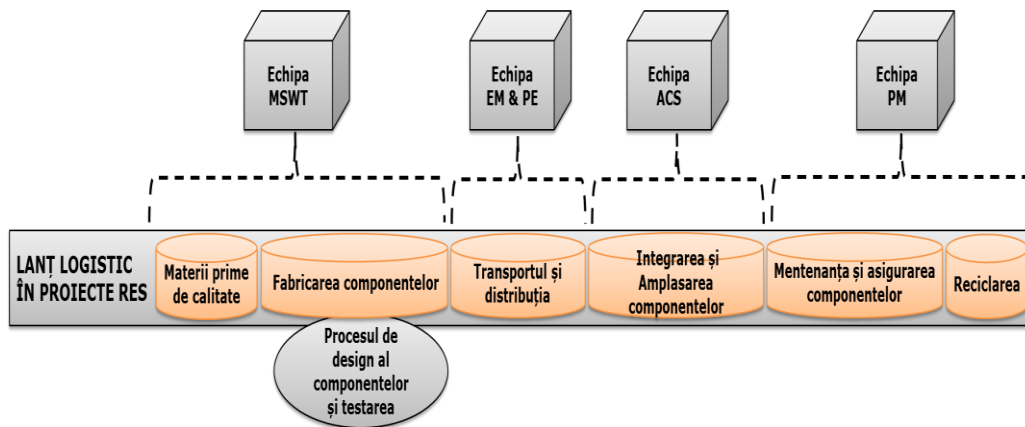 Echipa
MSWT
Echipa
EM & PE
Echipa
ACS
Echipa
PM
LANȚ LOGISTIC
ÎN PROIECTE RES
Materii prime
de calitate
Fabricarea componentelor
Transportul și
distribuția
Integrarea și
Amplasarea
componentelor
Mentenanța și asigurarea
componentelor
Reciclarea
Procesul de
design al
componentelor
și testarea